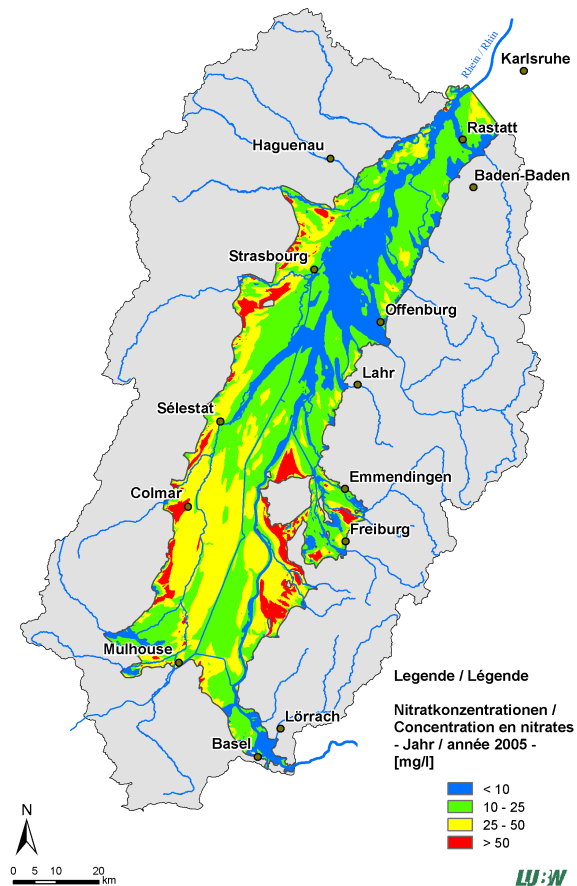 Rhein / Rhin
Karlsruhe
Rastatt
Haguenau
Baden-Baden
Strasbourg
Offenburg
Lahr
Sélestat
Emmendingen
Colmar
Freiburg
Mulhouse
Lörrach
Basel
Legende / Légende
Nitratkonzentrationen /
Concentration en nitrates
- Jahr / année 2005 -
[mg/l]
< 10
10 - 25
25 - 50
> 50
N
0 5 10 20
km
LUBW